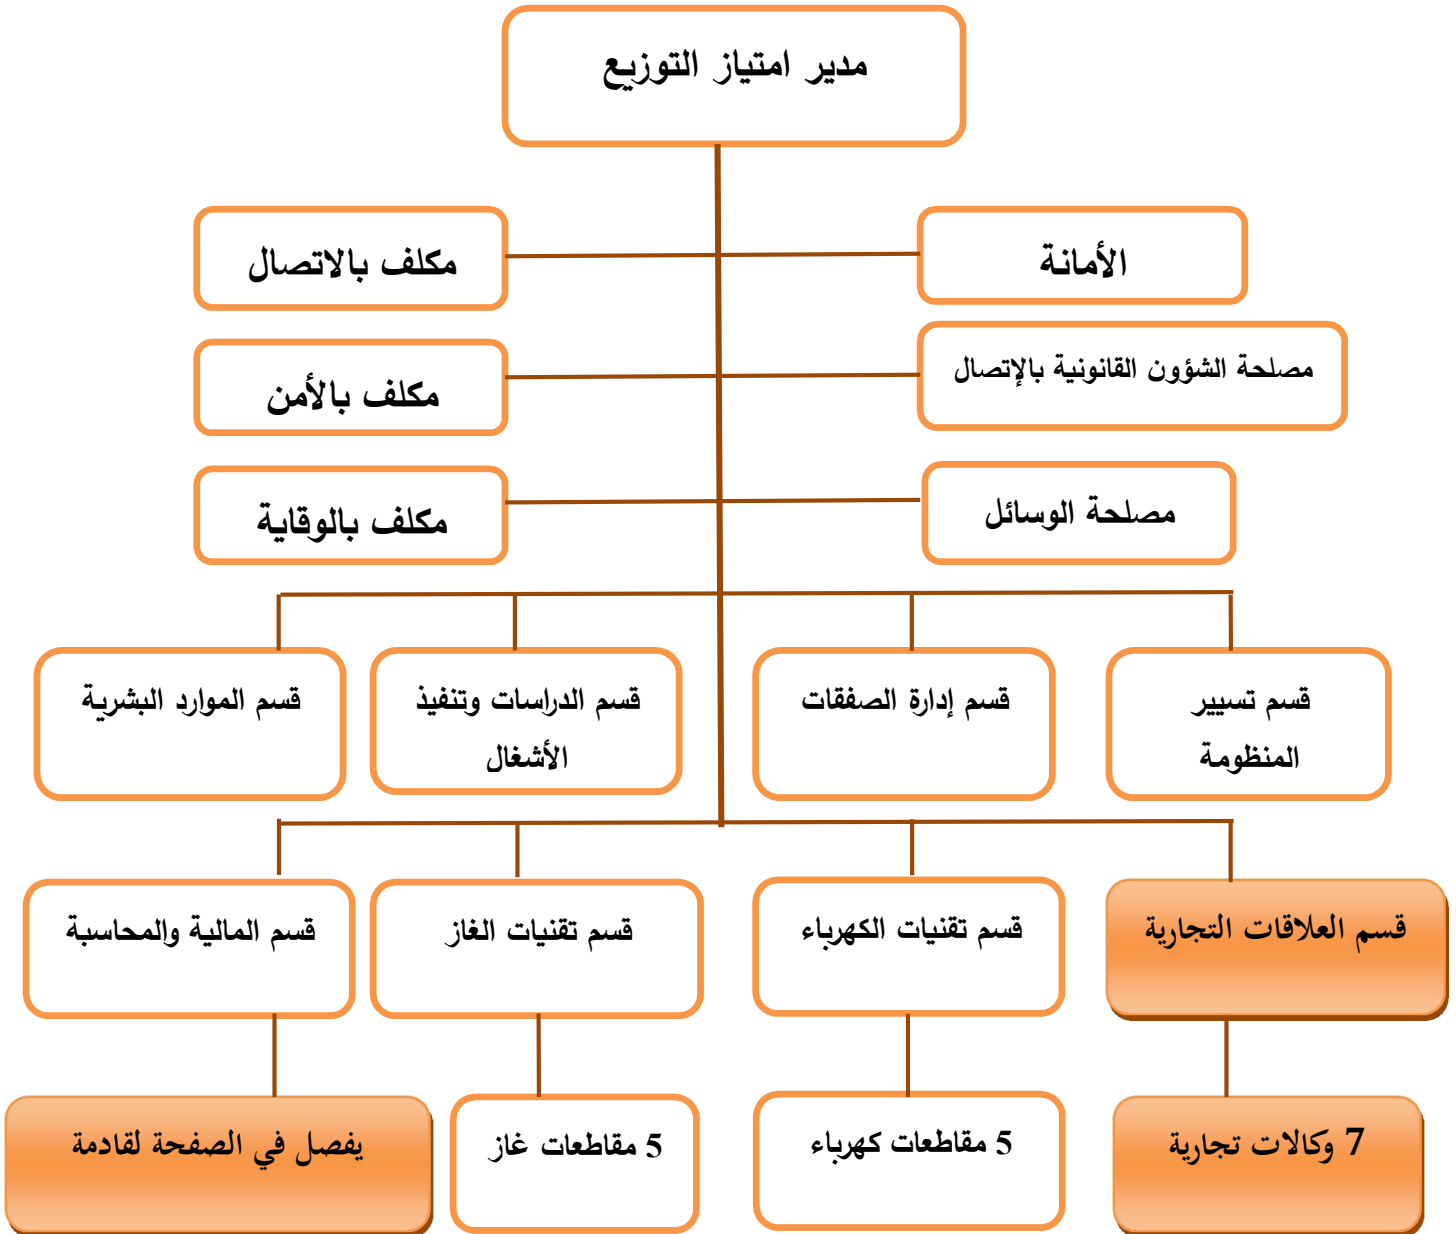 مدير امتياز التوزيع
الأمانة
مكلف بالاتصال
مصلحة الشؤون القانونية بالإتصال
مكلف بالأمن
مصلحة الوسائل
مكلف بالوقاية
قسم تسيير
المنظومة
قسم إدارة الصفقات
قسم الدراسات وتنفيذ
الأشغال
قسم الموارد البشرية
قسم العلاقات التجارية
قسم تقنيات الكهرباء
قسم تقنيات الغاز
قسم المالية والمحاسبة
7 وكالات تجارية
5 مقاطعات كهرباء
5 مقاطعات غاز
يفصل في الصفحة لقادمة